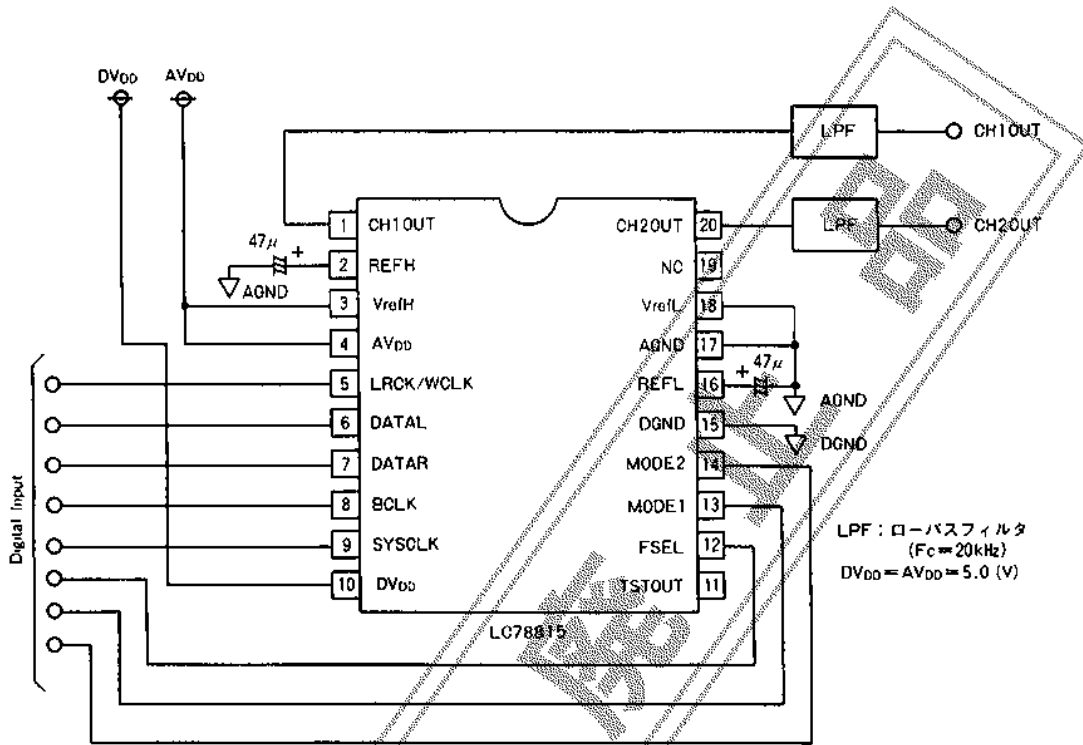 DVDD AVDD
LPF CH1OUT
LPF CH2OUT
1 CH1OUT CH2OUT 20
47μ +
2 REFH NC 19
AGND
3 VrefH VrefL 18
4 AVDD AGND 17
+ 47μ
5 LRCK/WCLK REFL 16
AGND
6 DATAL DGND 15
DGND
7 DATAR MODE2 14
8 BCLK MODE1 13
9 SYSCLK FSEL 12
10 DVDD TSTOUT 11
LC78815
Digital Input
LPF:ローパスフィルタ
(Fc=20kHz)
DVDD=AVDD=5.0 (V)